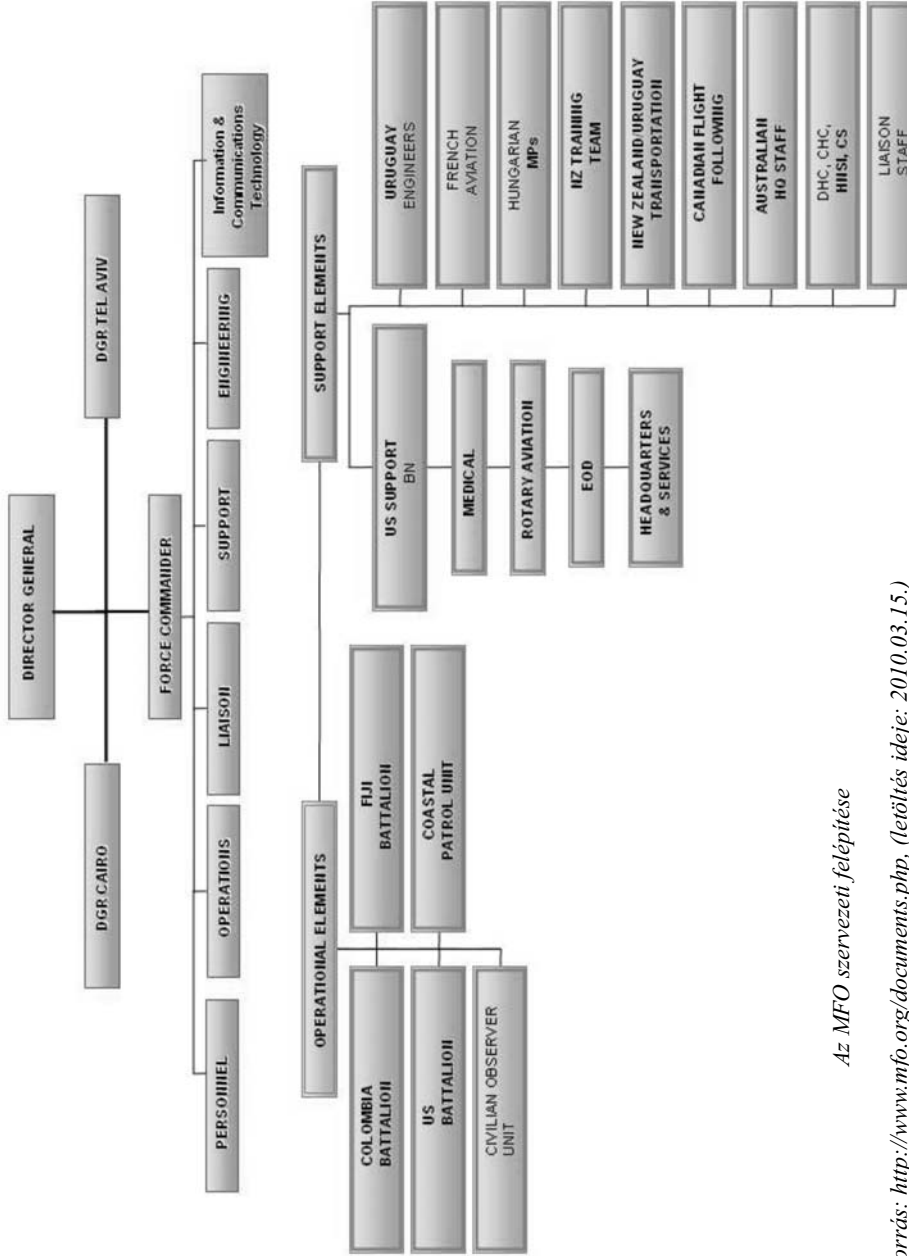 DIRECTOR GENERAL
DGR CAIRO
DGR TEL AVIV
FORCE COMMANDER
PERSONNEL
OPERATIONS
LIAISON
SUPPORT
ENGINEERING
Information &
Communications
Technology
OPERATIONAL ELEMENTS
SUPPORT ELEMENTS
COLOMBIA
BATTALION
FIJI
BATTALION
US
BATTALION
COASTAL
PATROL UNIT
CIVILIAN OBSERVER
UNIT
US SUPPORT
BN
MEDICAL
ROTARY AVIATION
EOD
HEADQUARTERS
& SERVICES
URUGUAY
ENGINEERS
FRENCH
AVIATION
HUNGARIAN
MPs
NZ TRAINING
TEAM
NEW ZEALAND/URUGUAY
TRANSPORTATION
CANADIAN FLIGHT
FOLLOWING
AUSTRALIAN
HQ STAFF
DHC, CHC,
HNSI, CS
LIAISON
STAFF
Az MFO szervezeti felépítése
orrás: http://www.mfo.org/documents.php, (letöltés ideje: 2010.03.15.)